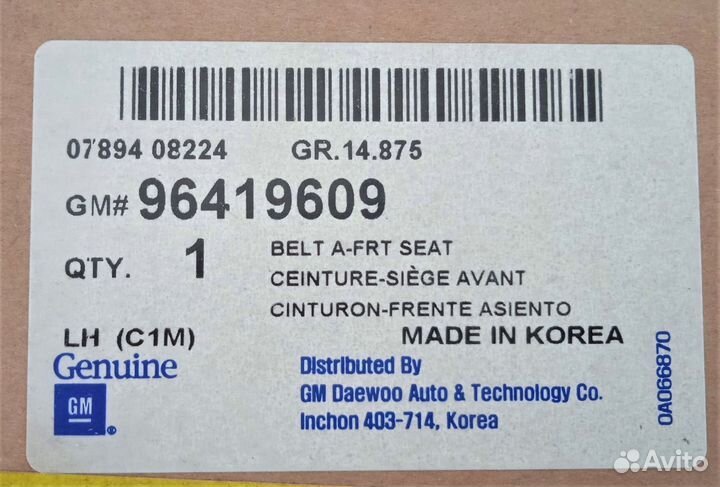 07894 08224 GR.14.875
GM# 96419609
QTY. 1
BELT A-FRT SEAT
CEINTURE-SIÈGE AVANT
CINTURON-FRENTE ASIENTO
LH (C1M) MADE IN KOREA
Genuine
GM
Distributed By
GM Daewoo Auto & Technology Co.
Inchon 403-714, Korea
0A066870
Avito